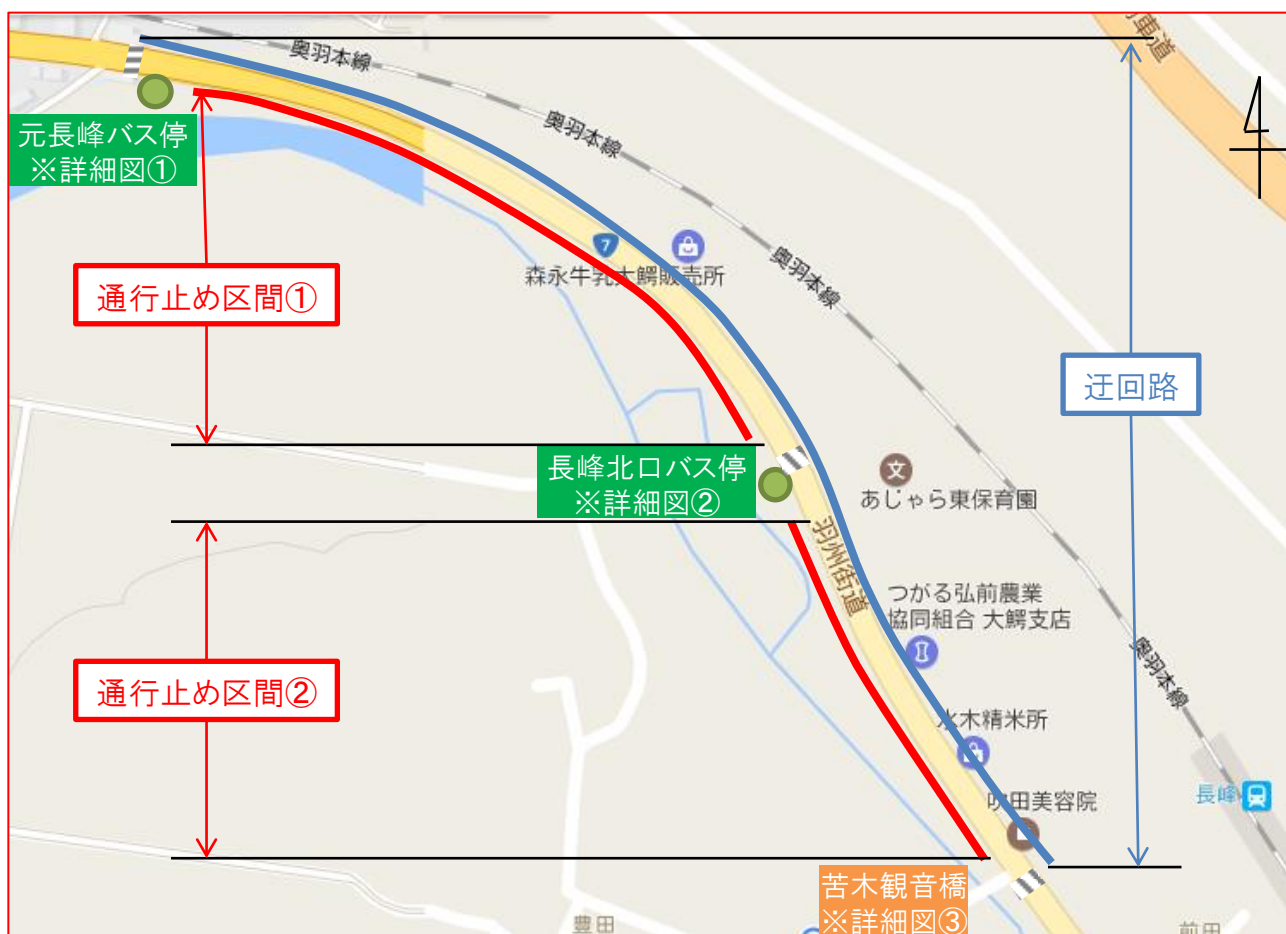 奥羽本線
車道
元長峰バス停
※詳細図①
奥羽本線
7
森永牛乳大鰐販売所
奥羽本線
通行止め区間①
迂回路
長峰北口バス停
※詳細図②
文
あじゃら東保育園
羽州街道
つがる弘前農業
協同組合 大鰐支店
奥羽本線
通行止め区間②
水木精米所
長峰
吹田美容院
苦木観音橋
※詳細図③
豊田
前田